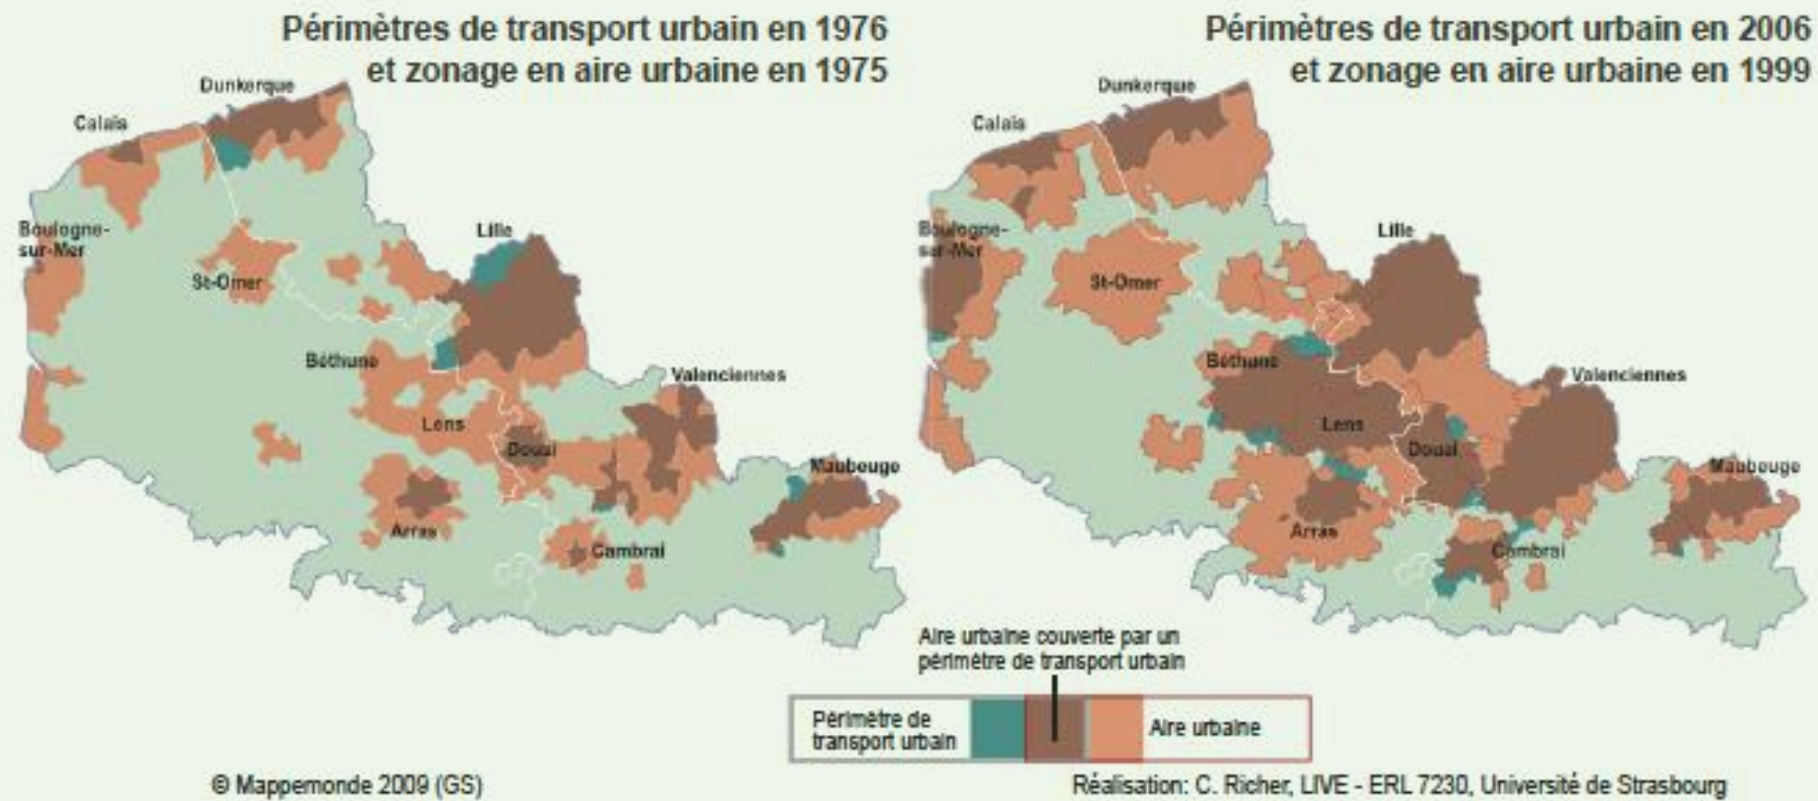 Périmètres de transport urbain en 1976
et zonage en aire urbaine en 1975
Dunkerque
Calais
Boulogne-
sur-Mer
St-Omer
Lille
Béthune
Valenciennes
Lens
Douai
Maubeuge
Arras
Cambrai
Périmètres de transport urbain en 2006
et zonage en aire urbaine en 1999
Dunkerque
Calais
Boulogne-
sur-Mer
St-Omer
Lille
Béthune
Valenciennes
Lens
Douai
Maubeuge
Arras
Cambrai
Aire urbaine couverte par un
périmètre de transport urbain
Périmètre de
transport urbain
Aire urbaine
© Mappemonde 2009 (GS)
Réalisation: C. Richer, LIVE - ERL 7230, Université de Strasbourg